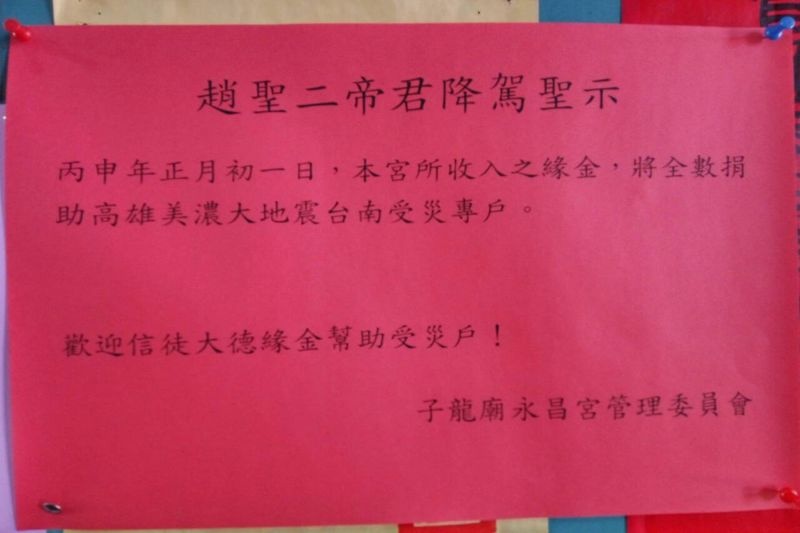 趙聖二帝君降駕聖示
丙申年正月初一日，本宮所收入之緣金，將全數捐
助高雄美濃大地震台南受災專戶。
歡迎信徒大德緣金幫助受災戶！
子龍廟永昌宮管理委員會